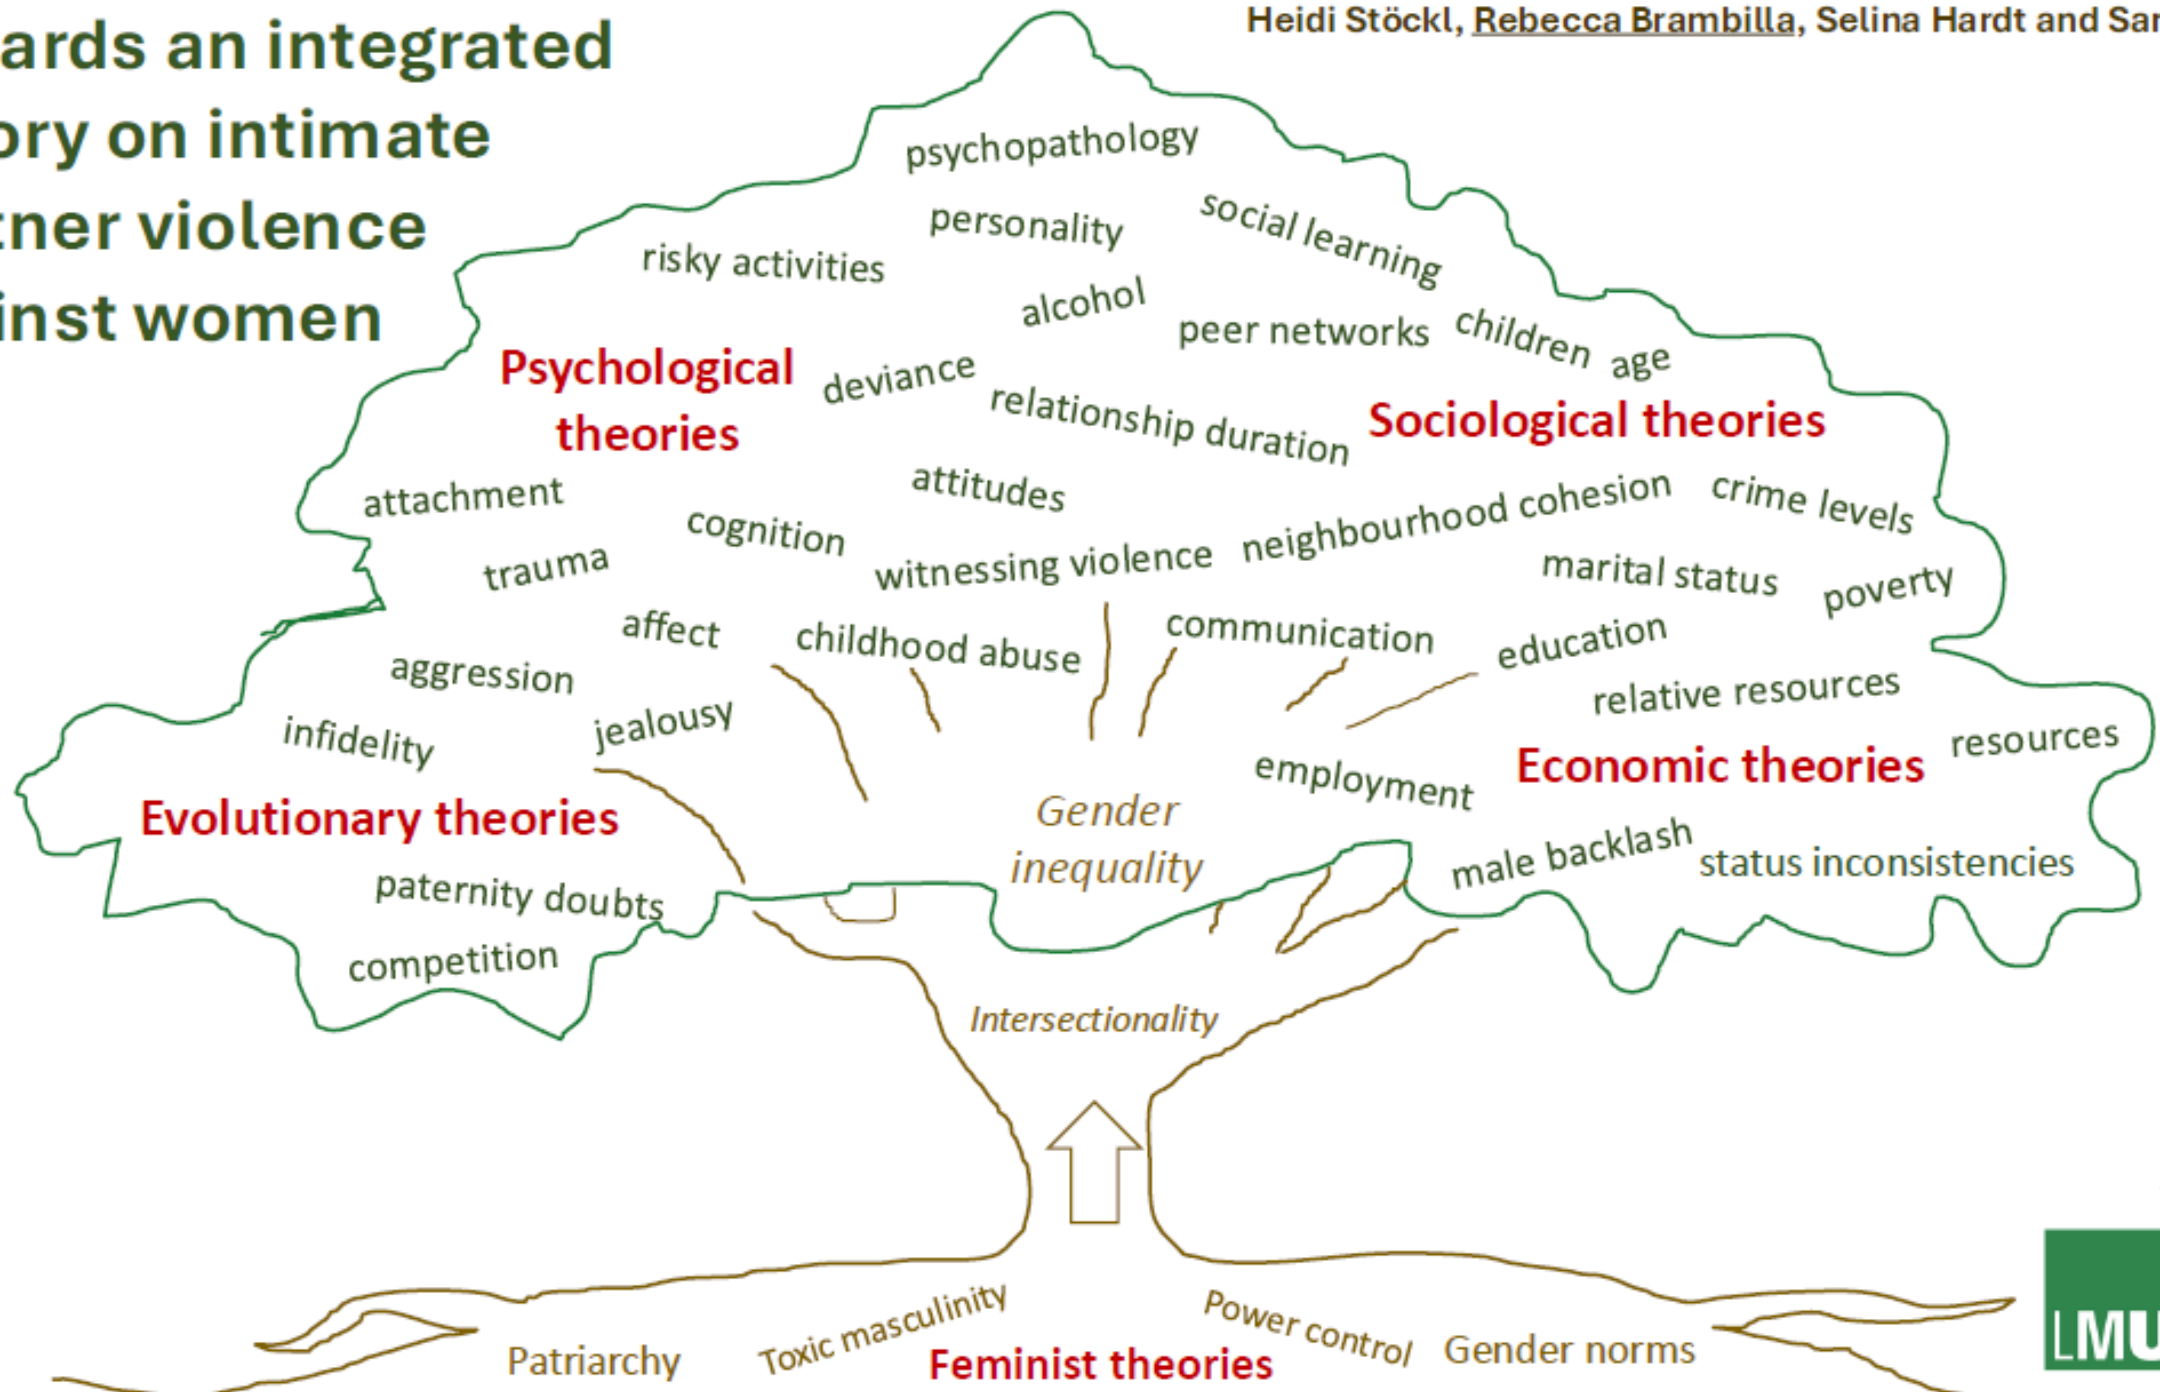 ards an integrated
ory on intimate
tner violence
inst women
Heidi Stöckl, Rebecca Brambilla, Selina Hardt and Sar
psychopathology
personality
social learning
risky activities
alcohol
peer networks
children
age
Psychological
theories
deviance
relationship duration
Sociological theories
attachment
attitudes
cognition
neighbourhood cohesion
crime levels
trauma
witnessing violence
marital status
poverty
affect
childhood abuse
communication
education
aggression
relative resources
infidelity
jealousy
resources
employment
Economic theories
Evolutionary theories
Gender
inequality
male backlash
status inconsistencies
paternity doubts
competition
Intersectionality
Patriarchy
Toxic masculinity
Feminist theories
Power control
Gender norms
LMU